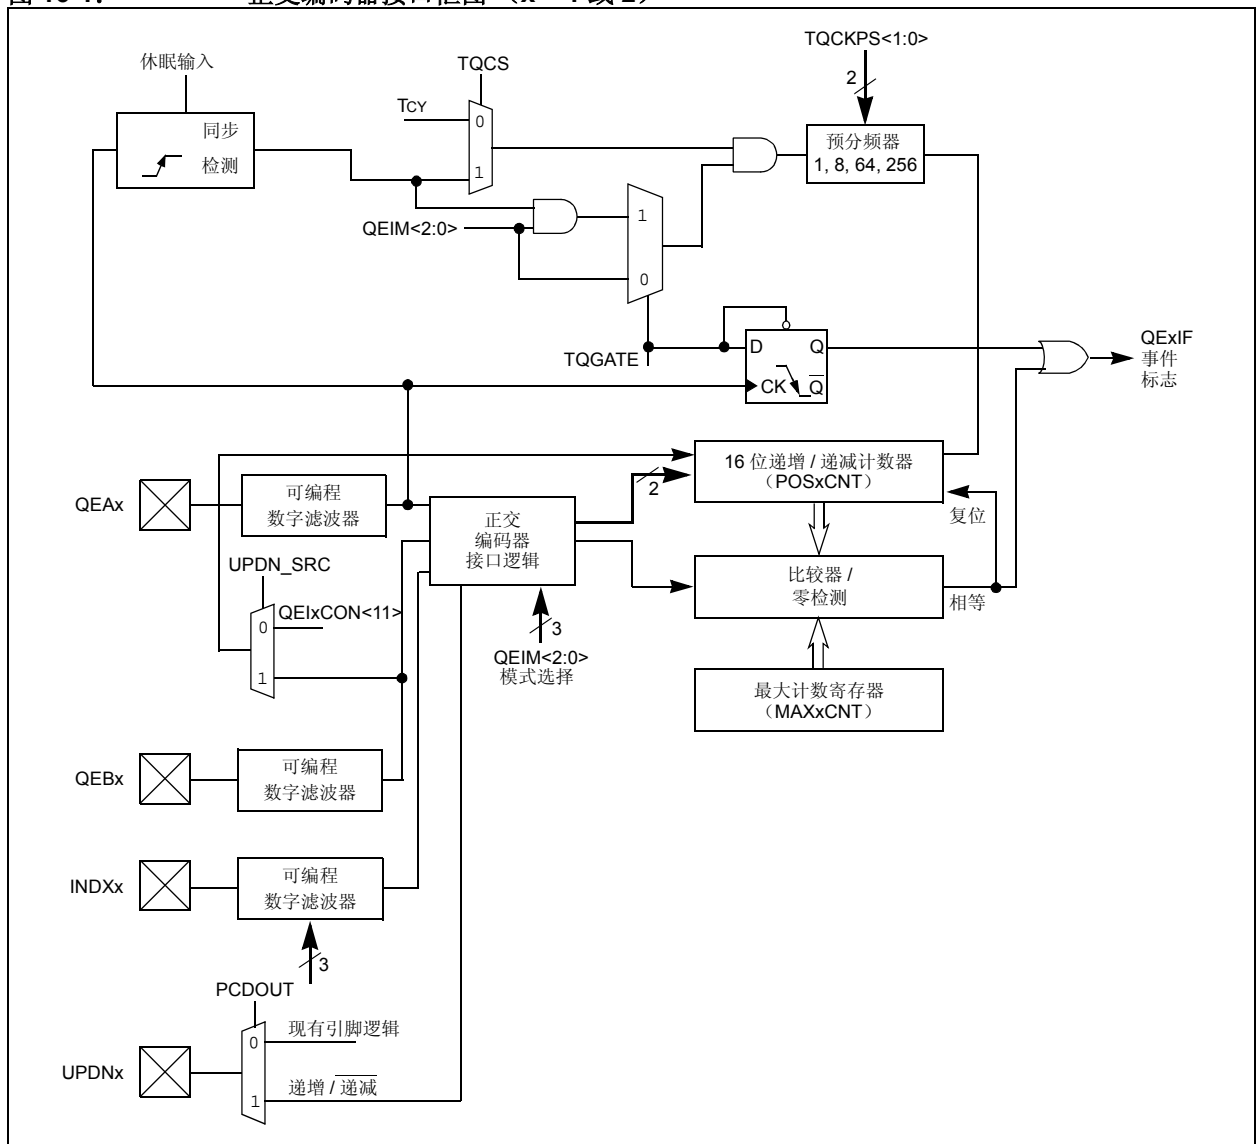 TQCKPS<1:0>
休眠输入
TQCS
2
TCY
0
同步
检测
1
预分频器
1, 8, 64, 256
QEIM<2:0>
1
0
TQGATE
D Q
CK Q
QExIF
事件
标志
16 位递增 / 递减计数器
（POSxCNT）
2
QEAx
可编程
数字滤波器
正交
编码器
接口逻辑
复位
UPDN_SRC
QEIxCON<11>
0
1
比较器 /
零检测
相等
3
QEIM<2:0>
模式选择
最大计数寄存器
（MAXxCNT）
QEBx
可编程
数字滤波器
INDXx
可编程
数字滤波器
3
PCDOUT
0
现有引脚逻辑
UPDNx
1
递增 / 递减